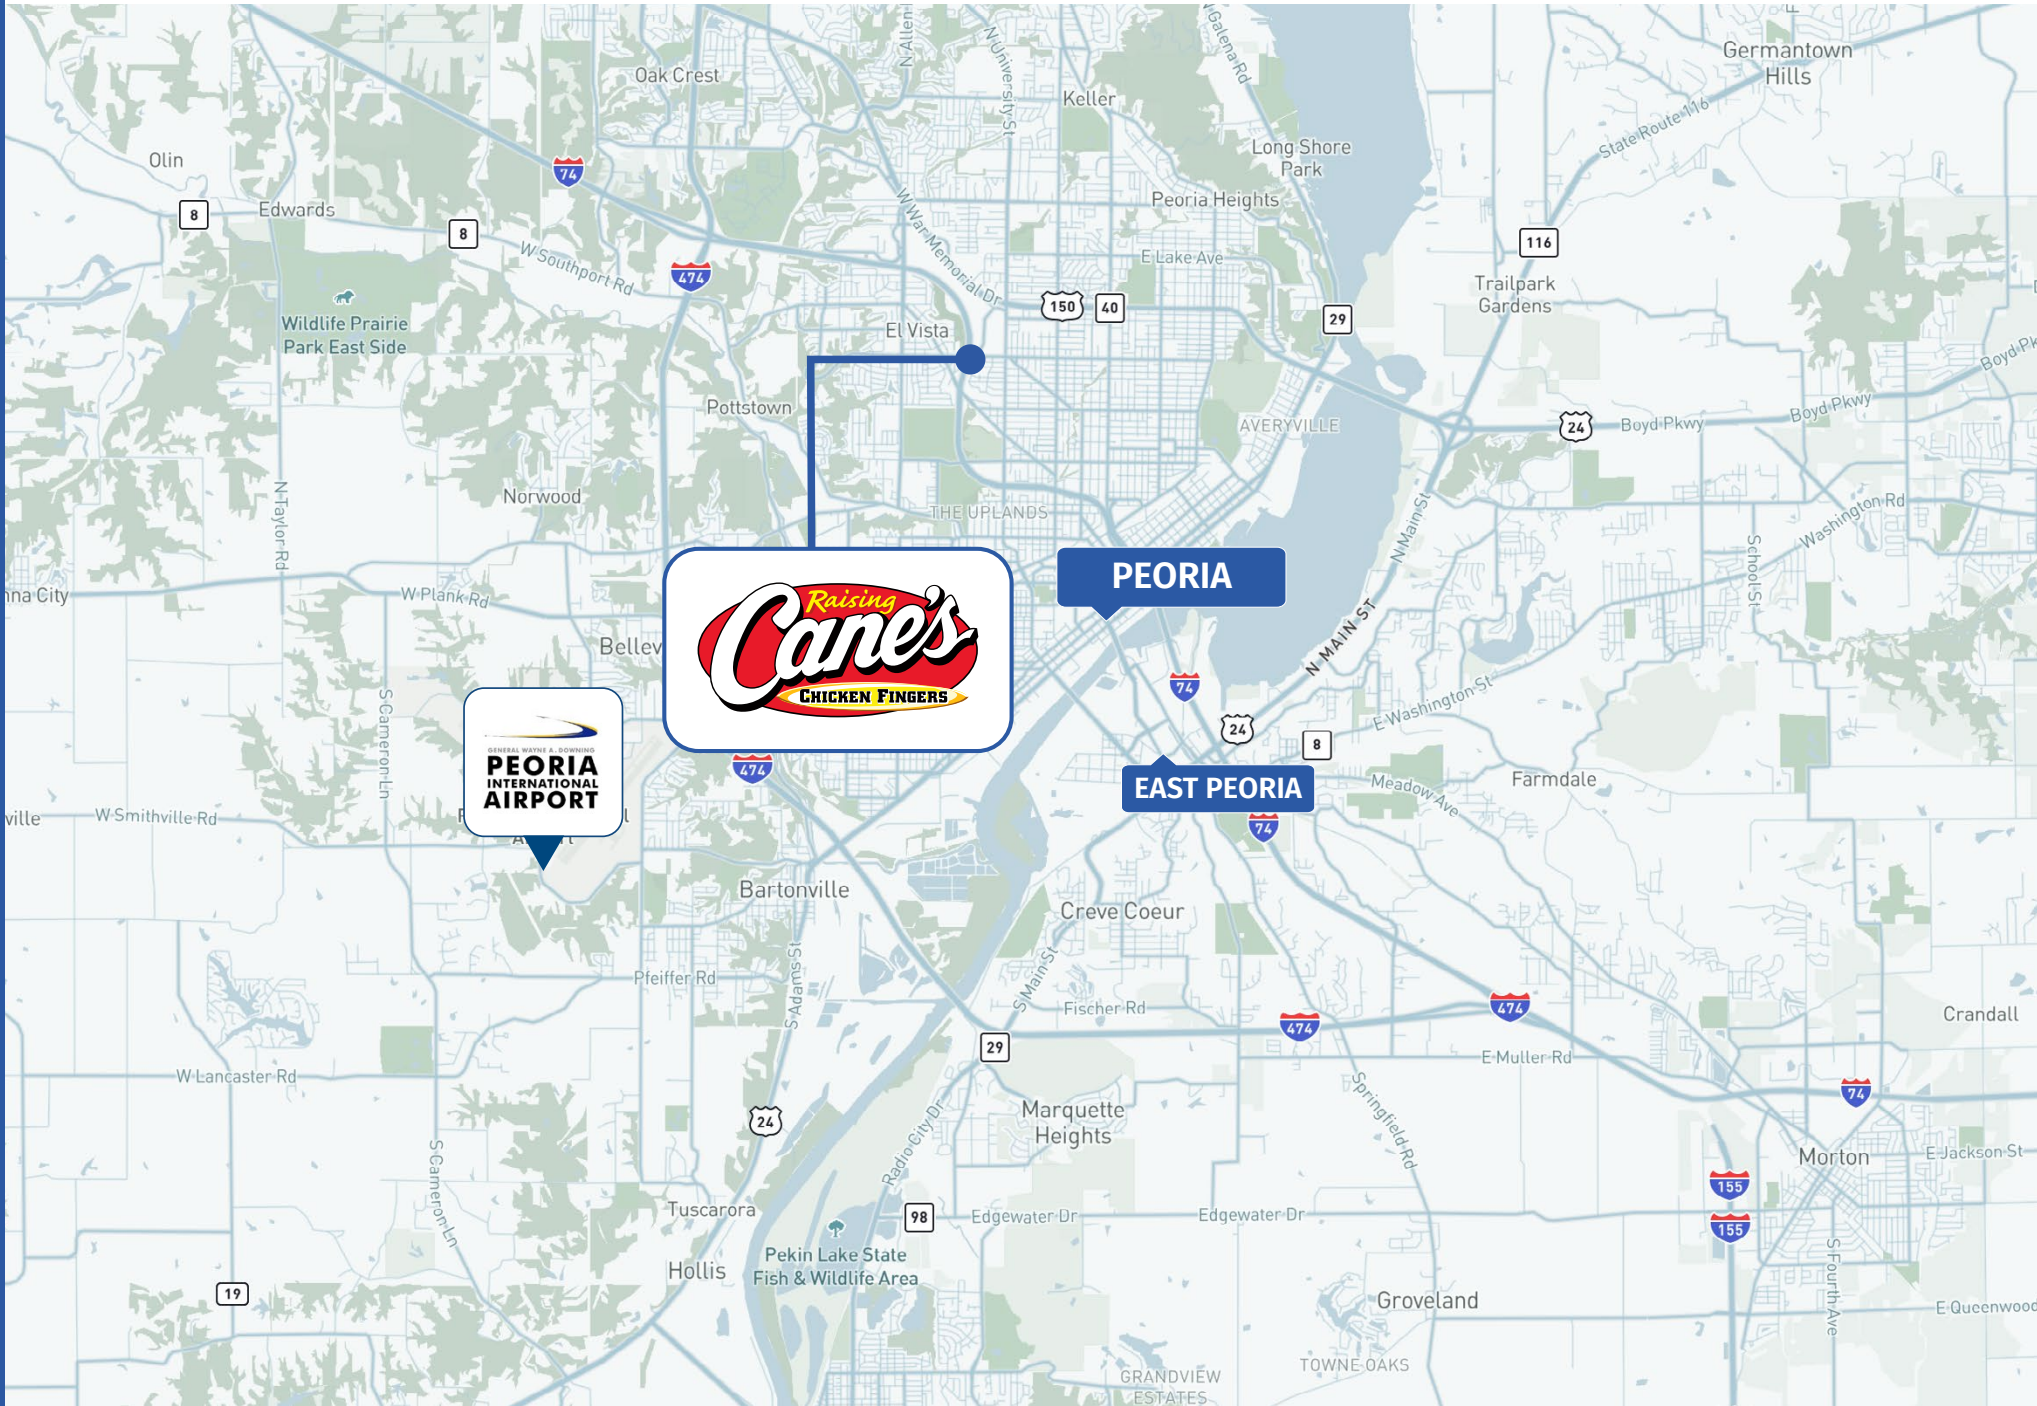 Germantown
Hills
Oak Crest
N Allen
N University St
N Galena Rd
Keller
State Route 116
Long Shore
Park
Olin
74
Peoria Heights
8
Edwards
8
W War Memorial Dr
116
W Southport Rd
E Lake Ave
474
Trailpark
Gardens
150
40
29
Wildlife Prairie
Park East Side
El Vista
Boyd Pk
Pottstown
Boyd Pkwy
AVERYVILLE
24
Boyd Pkwy
Norwood
N Taylor Rd
THE UPLANDS
N Main St
Washington Rd
School St
PEORIA
nna City
W Plank Rd
Raising
Cane's
CHICKEN FINGERS
Bellev
N MAIN ST
74
E Washington St
S Cameron Ln
24
8
GENERAL WAYNE A. DOWNING
PEORIA
INTERNATIONAL
AIRPORT
474
EAST PEORIA
Meadow Ave
Farmdale
ville
W Smithville Rd
74
Bartonville
Creve Coeur
S Adams St
Pfeiffer Rd
S Main St
Fischer Rd
474
474
Crandall
29
E Muller Rd
W Lancaster Rd
74
Springfield Rd
Marquette
Heights
24
Radio City Dr
S Cameron Ln
Morton
E Jackson St
155
Tuscarora
98
Edgewater Dr
Edgewater Dr
155
Pekin Lake State
Fish & Wildlife Area
Hollis
S Fourth Ave
19
Groveland
E Queenwood
TOWNE OAKS
GRANDVIEW
ESTATES